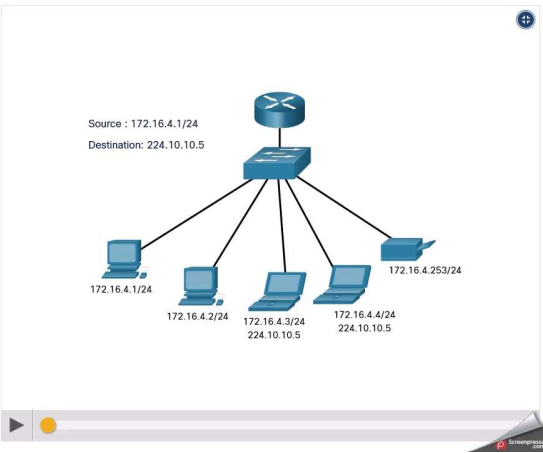 Source : 172.16.4.1/24
Destination: 224.10.10.5
172.16.4.253/24
172.16.4.1/24
172.16.4.2/24
172.16.4.3/24
224.10.10.5
172.16.4.4/24
224.10.10.5
Screenpresso
.com